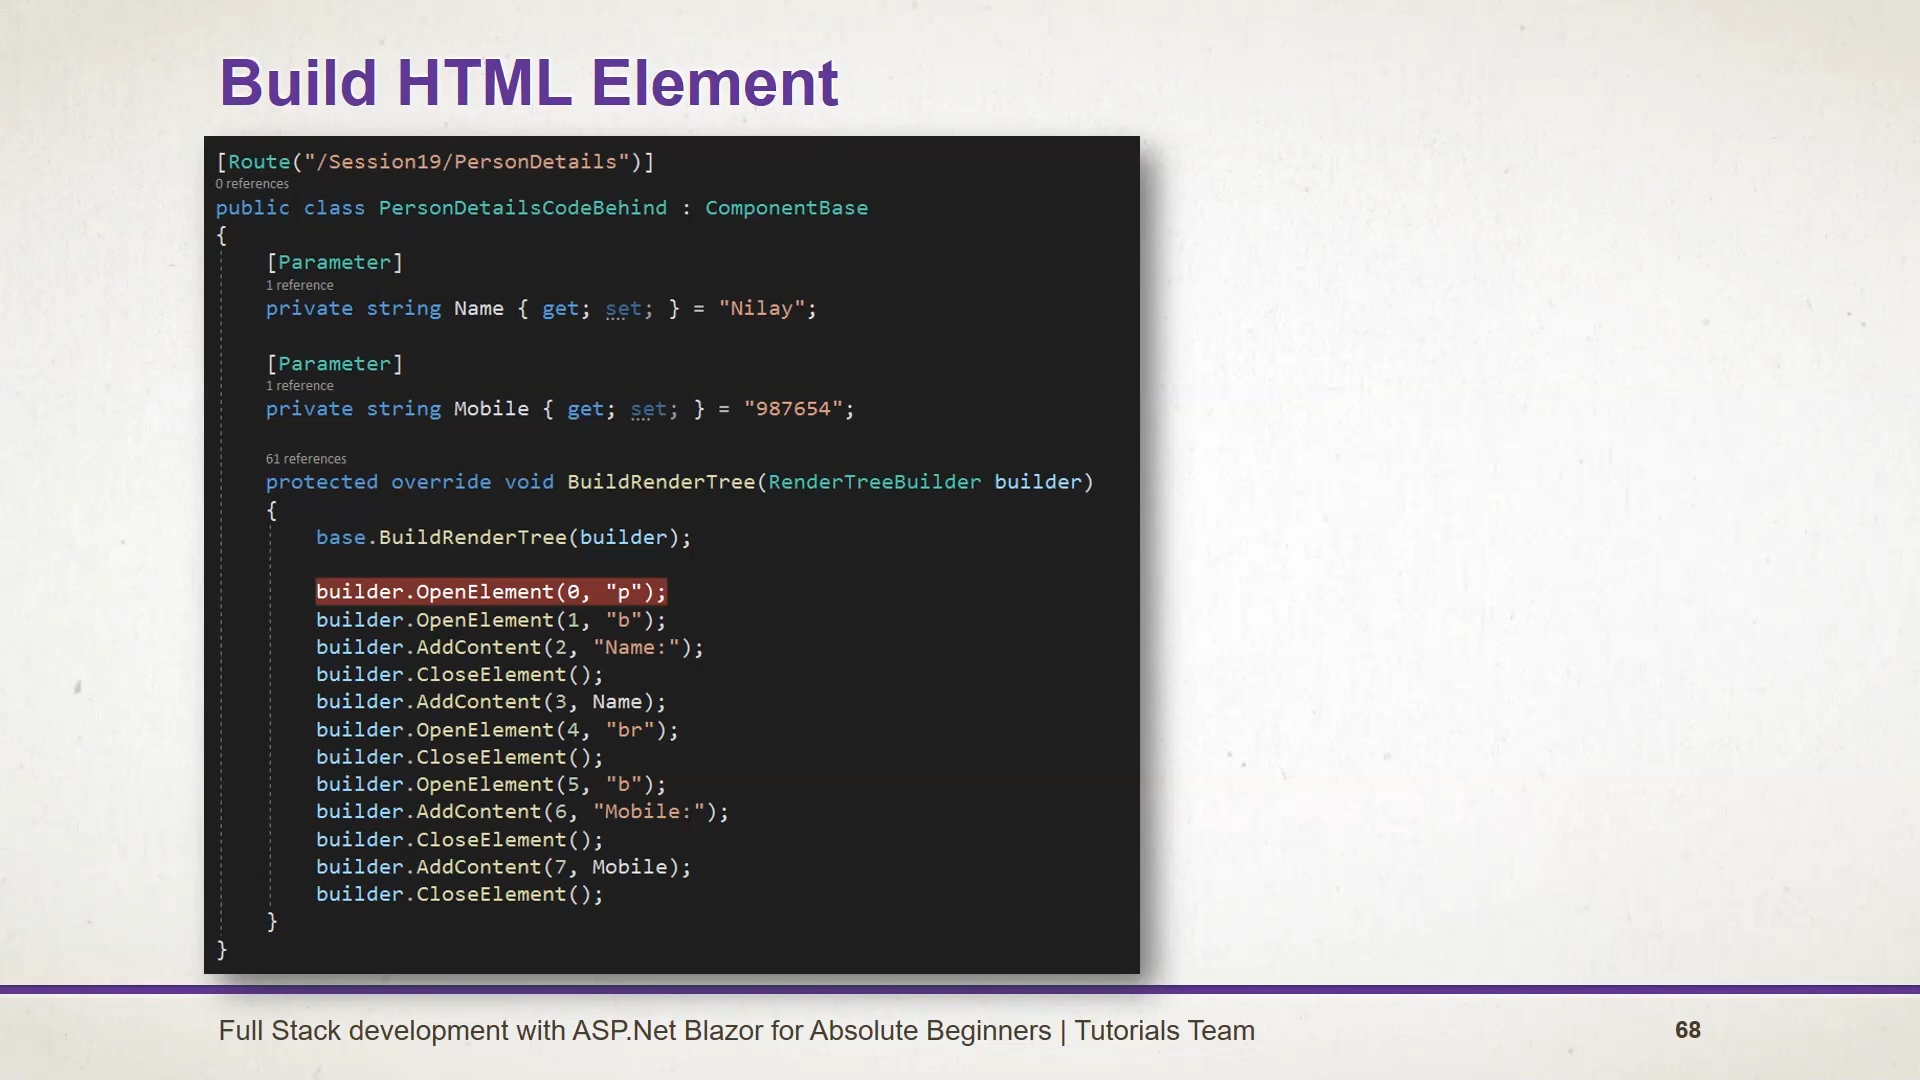 Build HTML Element
[Route("/Session19/PersonDetails")]
0 references
public class PersonDetailsCodeBehind : ComponentBase
{
[Parameter]
1 reference
private string Name { get; set; } = "Nilay";
[Parameter]
1 reference
private string Mobile { get; set; } = "987654";
61 references
protected override void BuildRenderTree(RenderTreeBuilder builder)
{
base.BuildRenderTree(builder);
builder.OpenElement(0, "p");
builder.OpenElement(1, "b");
builder.AddContent(2, "Name:");
builder.CloseElement();
builder.AddContent(3, Name);
builder.OpenElement(4, "br");
builder.CloseElement();
builder.OpenElement(5, "b");
builder.AddContent(6, "Mobile:");
builder.CloseElement();
builder.AddContent(7, Mobile);
builder.CloseElement();
}
}
Full Stack development with ASP.Net Blazor for Absolute Beginners | Tutorials Team
68